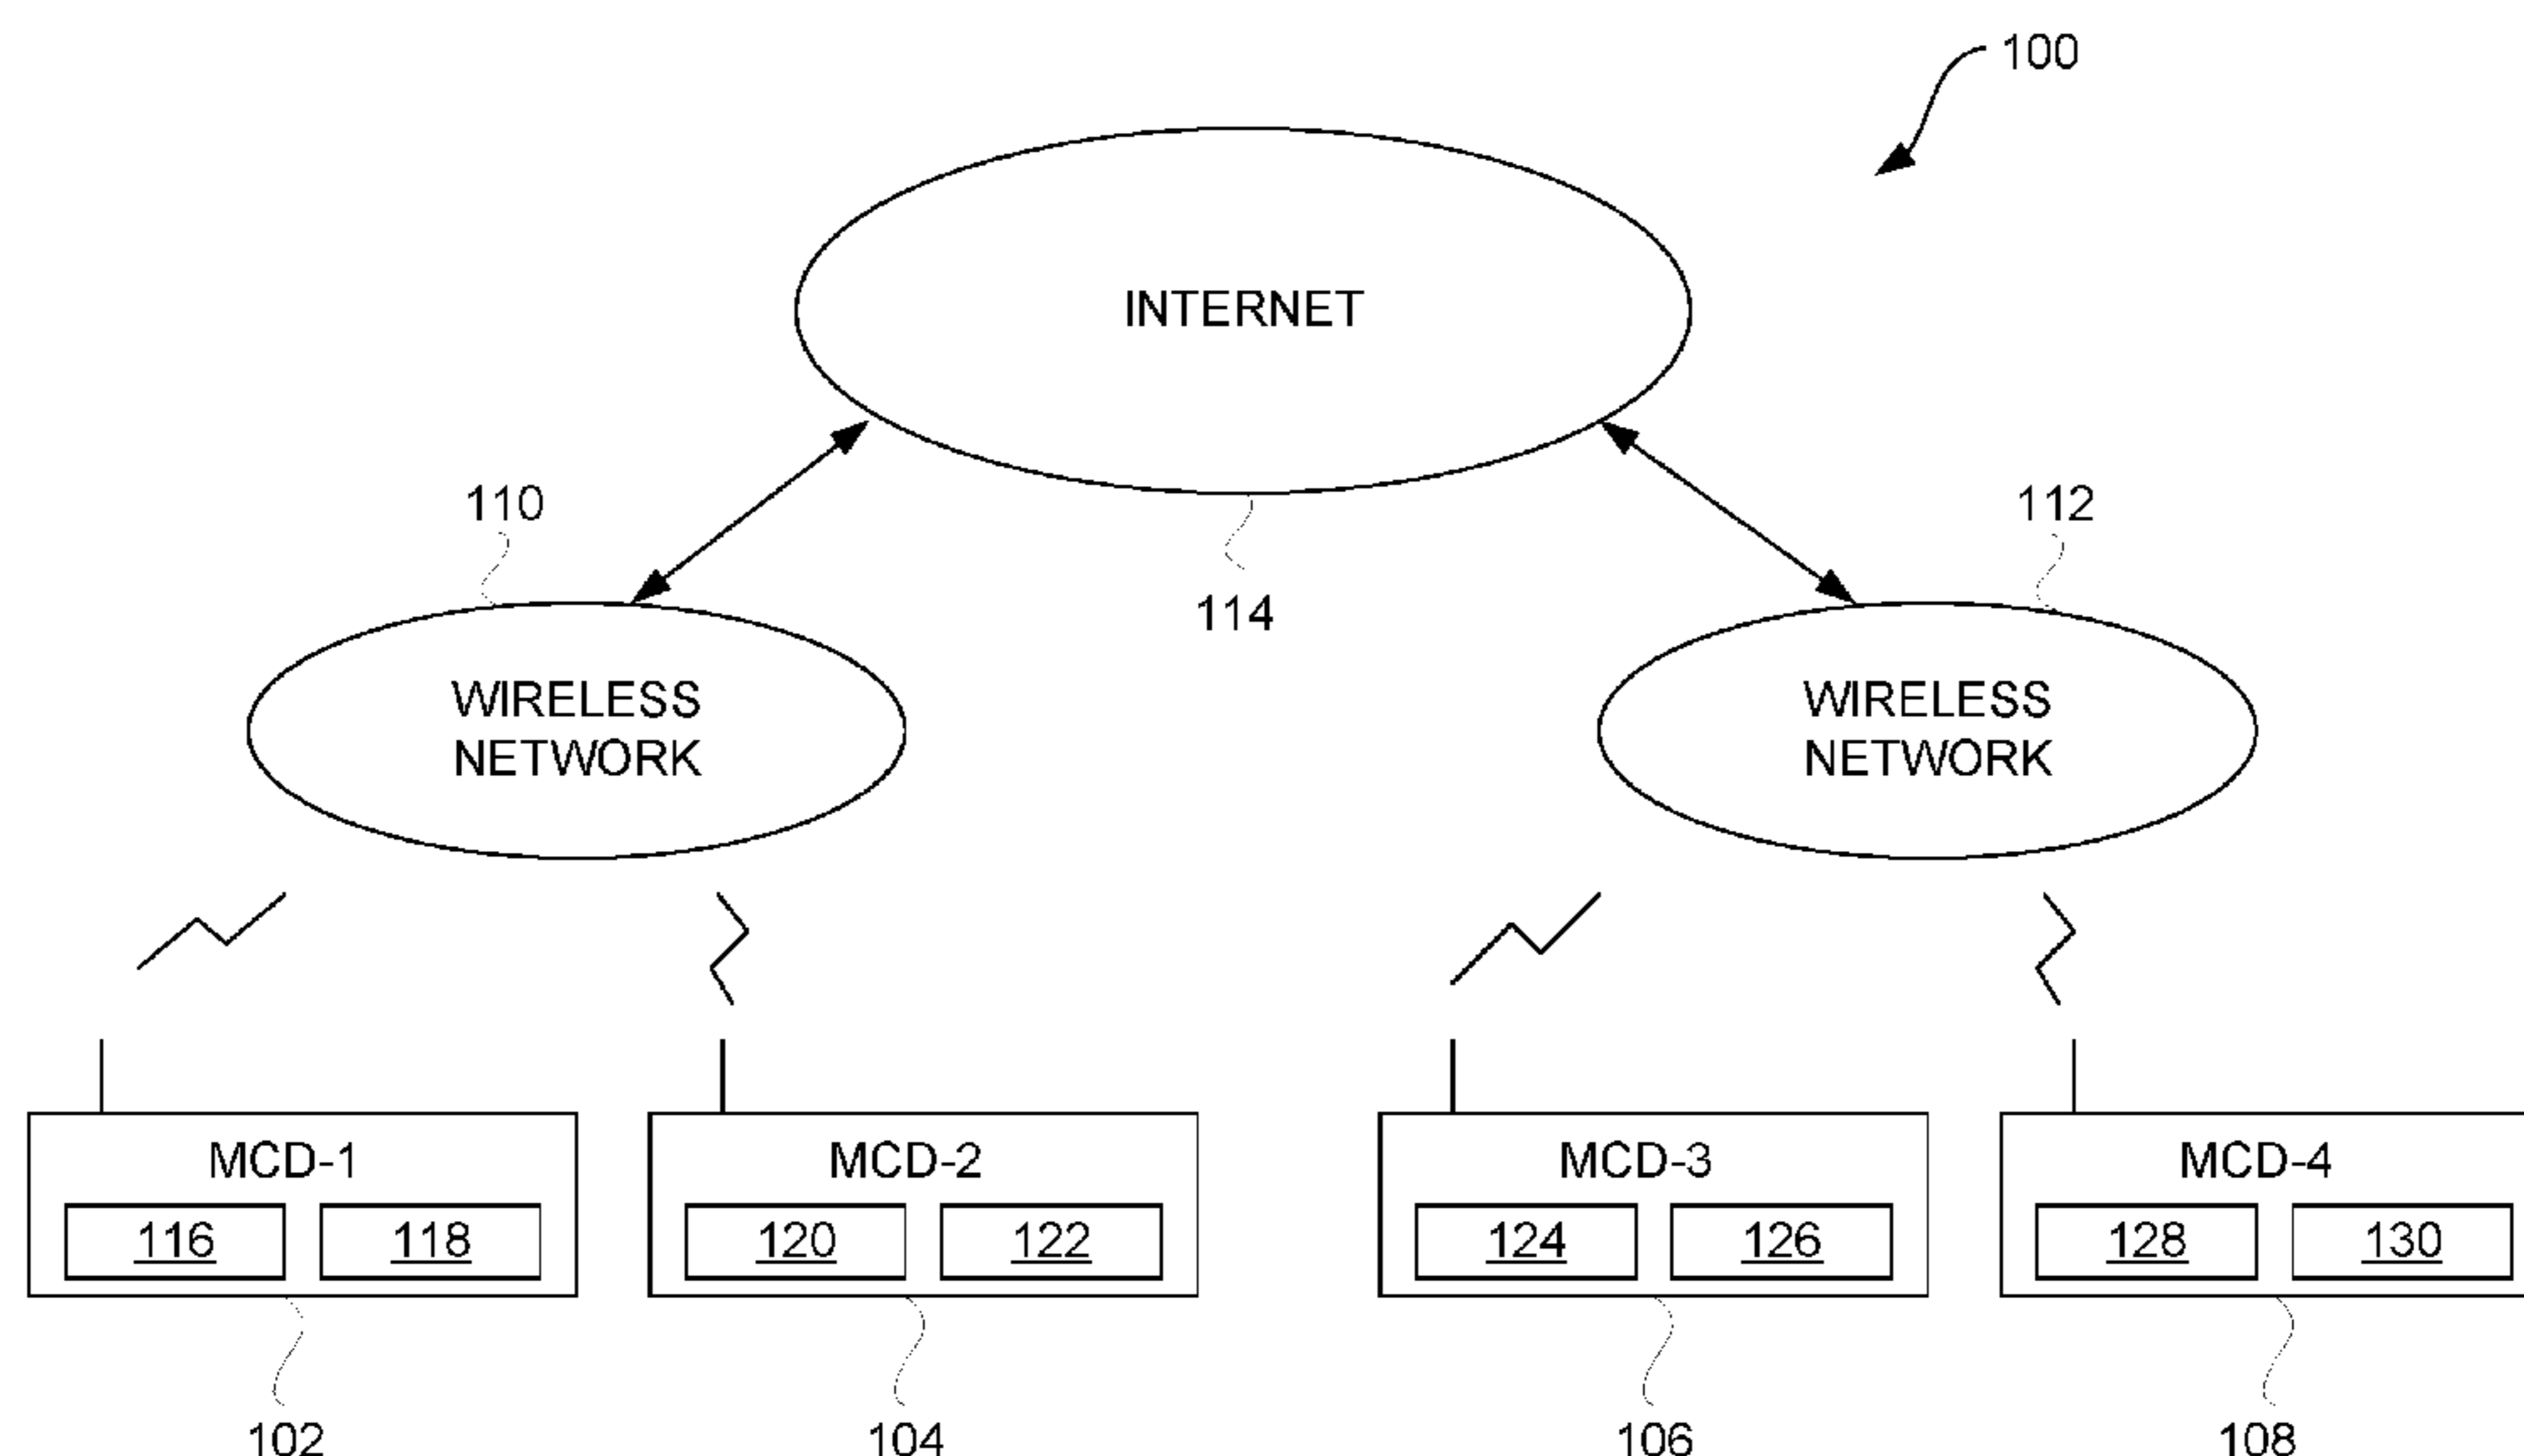 100
INTERNET
110
112
114
WIRELESS
NETWORK
WIRELESS
NETWORK
MCD-1
MCD-2
MCD-3
MCD-4
116
118
120
122
124
126
128
130
102
104
106
108